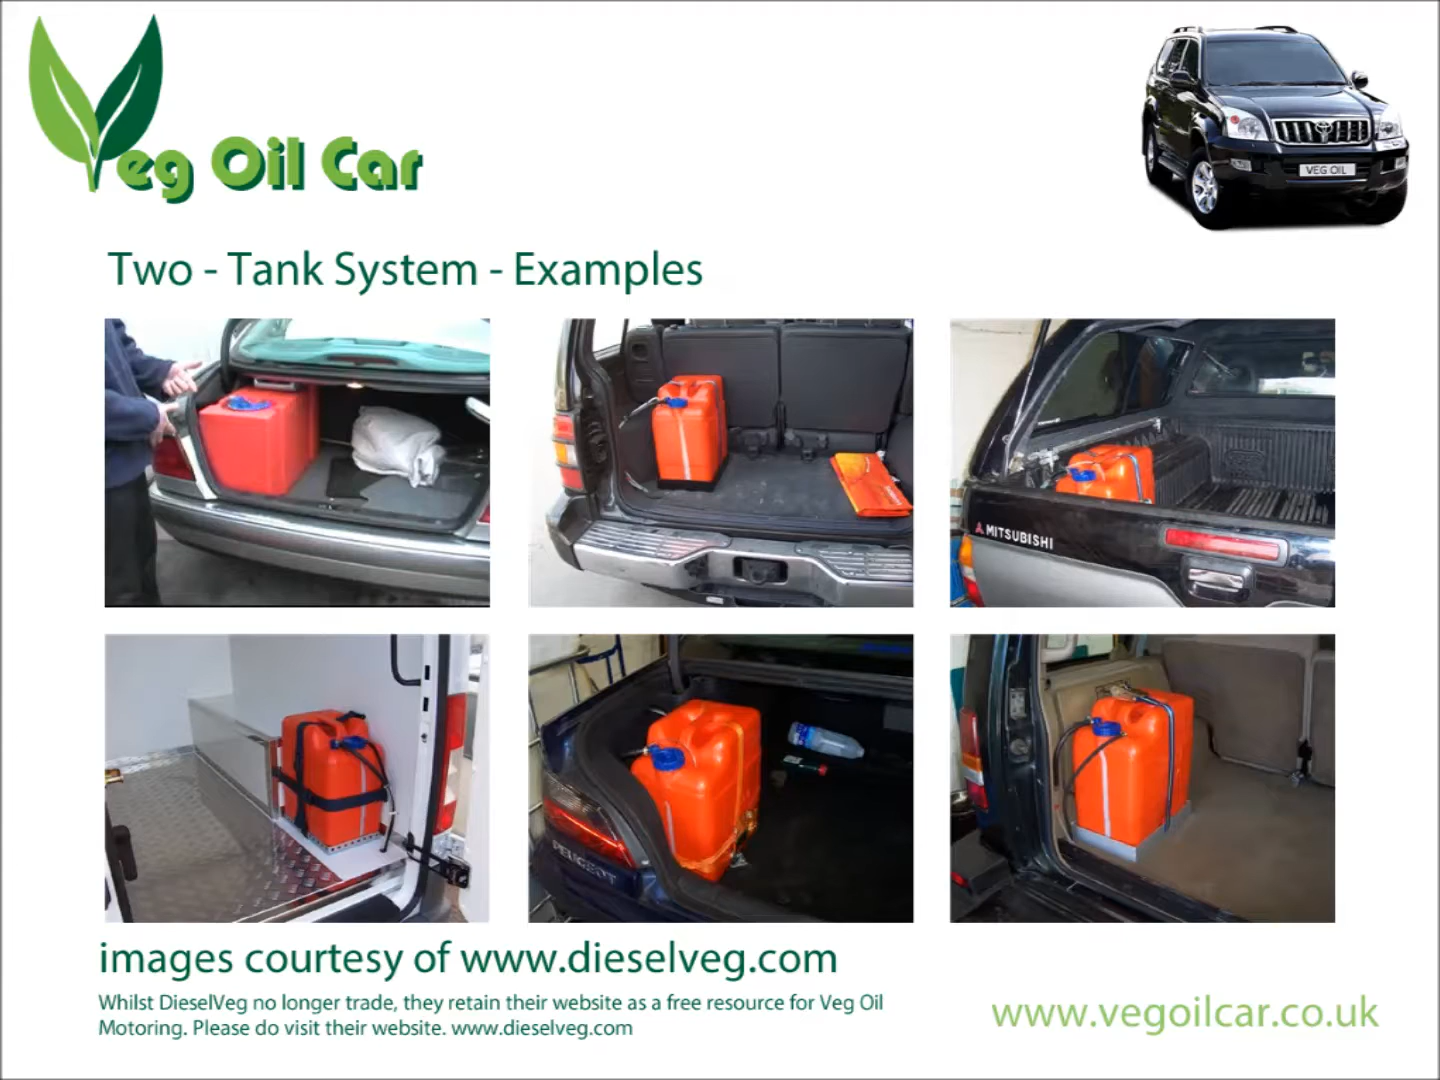 Veg Oil Car
VEG OIL
Two - Tank System - Examples
MITSUBISHI
PEUGEOT
images courtesy of www.dieselveg.com
Whilst DieselVeg no longer trade, they retain their website as a free resource for Veg Oil
Motoring. Please do visit their website. www.dieselveg.com
www.vegoilcar.co.uk